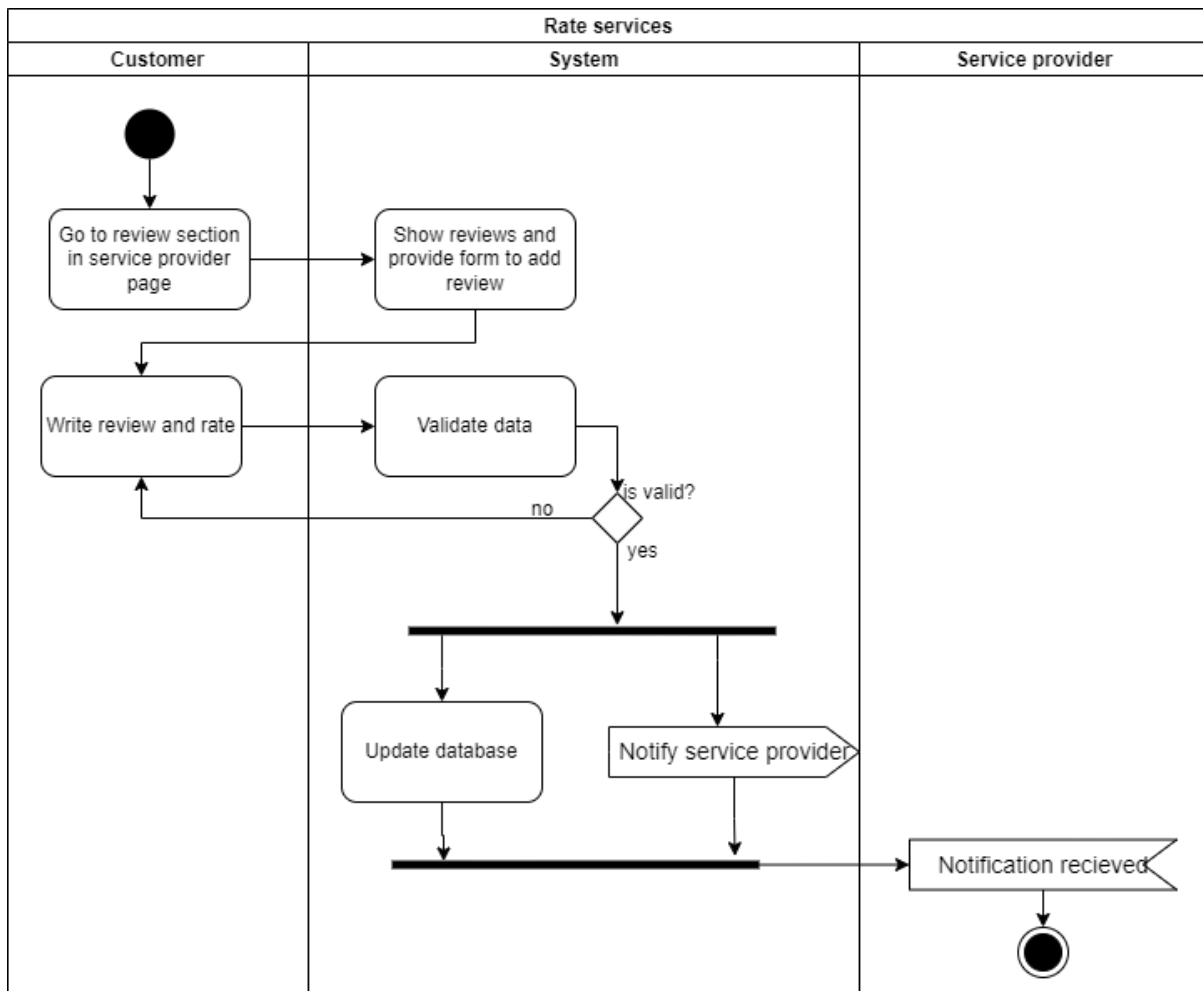 Rate services
Customer
System
Service provider
Go to review section
in service provider
page
Show reviews and
provide form to add
review
Write review and rate
Validate data
is valid?
no
yes
Update database
Notify service provider
Notification recieved